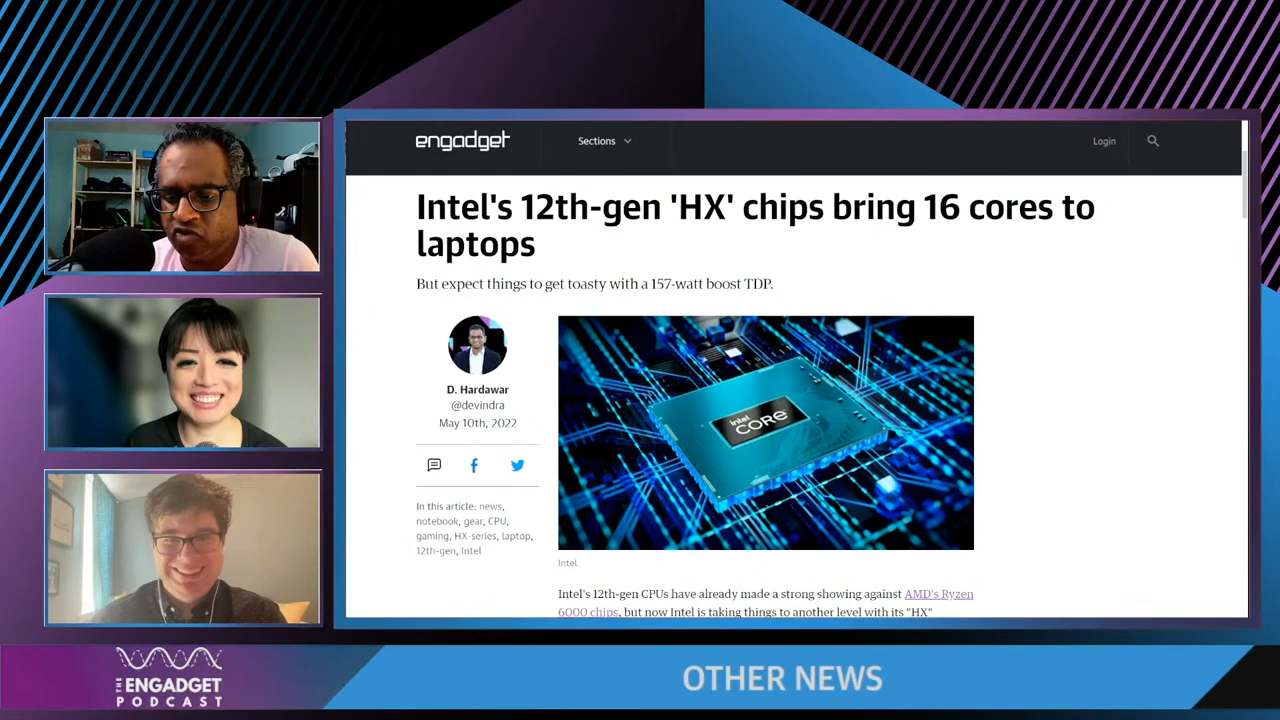 engadget
Sections
Login
Intel's 12th-gen 'HX' chips bring 16 cores to
laptops
But expect things to get toasty with a 157-watt boost TDP.
D. Hardawar
@devindra
May 10th, 2022
In this article: news,
notebook, gear, CPU,
gaming, HX-series, laptop,
12th-gen, Intel
intel
CORE
Intel
Intel's 12th-gen CPUs have already made a strong showing against AMD's Ryzen
6000 chips, but now Intel is taking things to another level with its "HX"
THE
ENGADGET
PODCAST
OTHER NEWS